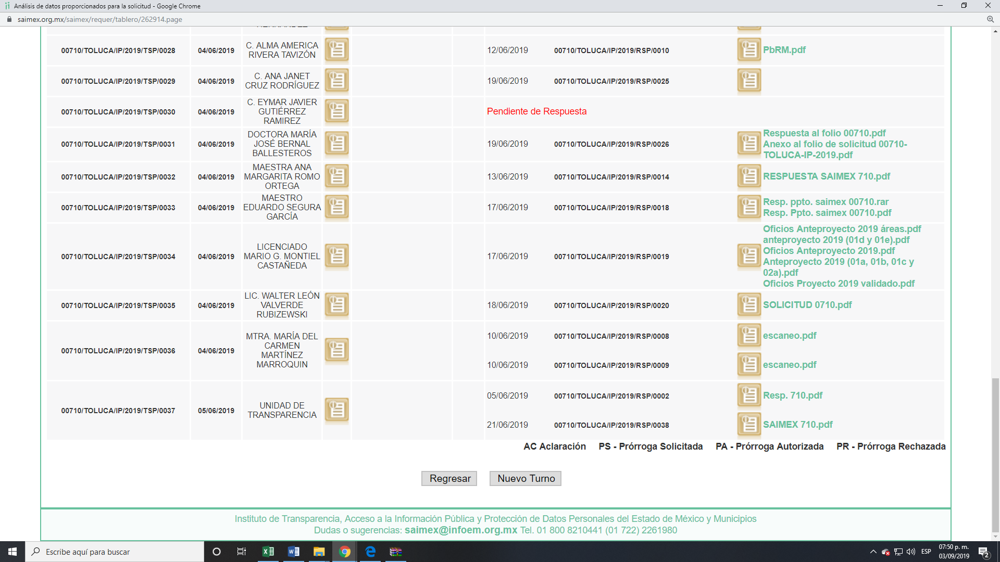 Análisis de datos proporcionados para la solicitud - Google Chrome
saimex.org.mx/saimex/requer/tablero/262914.page
00710/TOLUCA/IP/2019/TSP/0028 04/06/2019 C. ALMA AMERICA RIVERA TAVIZÓN 12/06/2019 00710/TOLUCA/IP/2019/RSP/0010 PbRM.pdf
00710/TOLUCA/IP/2019/TSP/0029 04/06/2019 C. ANA JANET CRUZ RODRÍGUEZ 19/06/2019 00710/TOLUCA/IP/2019/RSP/0025
00710/TOLUCA/IP/2019/TSP/0030 04/06/2019 C. EYMAR JAVIER GUTIÉRREZ RAMIREZ Pendiente de Respuesta
00710/TOLUCA/IP/2019/TSP/0031 04/06/2019 DOCTORA MARÍA JOSÉ BERNAL BALLESTEROS 19/06/2019 00710/TOLUCA/IP/2019/RSP/0026 Respuesta al folio 00710.pdf
Anexo al folio de solicitud 00710-
TOLUCA-IP-2019.pdf
00710/TOLUCA/IP/2019/TSP/0032 04/06/2019 MAESTRA ANA MARGARITA ROMO ORTEGA 13/06/2019 00710/TOLUCA/IP/2019/RSP/0014 RESPUESTA SAIMEX 710.pdf
00710/TOLUCA/IP/2019/TSP/0033 04/06/2019 MAESTRO EDUARDO SEGURA GARCÍA 17/06/2019 00710/TOLUCA/IP/2019/RSP/0018 Resp. ppto. saimex 00710.rar
Resp. Ppto. saimex 00710.pdf
00710/TOLUCA/IP/2019/TSP/0034 04/06/2019 LICENCIADO MARIO G. MONTIEL CASTAÑEDA 17/06/2019 00710/TOLUCA/IP/2019/RSP/0019 Oficios Anteproyecto 2019 áreas.pdf
anteproyecto 2019 (01d y 01e).pdf
Oficios Anteproyecto 2019.pdf
Anteproyecto 2019 (01a, 01b, 01c y
02a).pdf
Oficios Proyecto 2019 validado.pdf
00710/TOLUCA/IP/2019/TSP/0035 04/06/2019 LIC. WALTER LEÓN VALVERDE RUBIZEWSKI 18/06/2019 00710/TOLUCA/IP/2019/RSP/0020 SOLICITUD 0710.pdf
00710/TOLUCA/IP/2019/TSP/0036 04/06/2019 MTRA. MARÍA DEL CARMEN MARTÍNEZ MARROQUIN 10/06/2019 00710/TOLUCA/IP/2019/RSP/0008 escaneo.pdf
10/06/2019 00710/TOLUCA/IP/2019/RSP/0009 escaneo.pdf
00710/TOLUCA/IP/2019/TSP/0037 05/06/2019 UNIDAD DE TRANSPARENCIA 05/06/2019 00710/TOLUCA/IP/2019/RSP/0002 Resp. 710.pdf
21/06/2019 00710/TOLUCA/IP/2019/RSP/0038 SAIMEX 710.pdf
AC Aclaración PS - Prórroga Solicitada PA - Prórroga Autorizada PR - Prórroga Rechazada
Regresar Nuevo Turno
Instituto de Transparencia, Acceso a la Información Pública y Protección de Datos Personales del Estado de México y Municipios
Dudas o sugerencias: saimex@infoem.org.mx Tel. 01 800 8210441 (01 722) 2261980
Escribe aquí para buscar
ESP
07:50 p. m.
03/09/2019
2